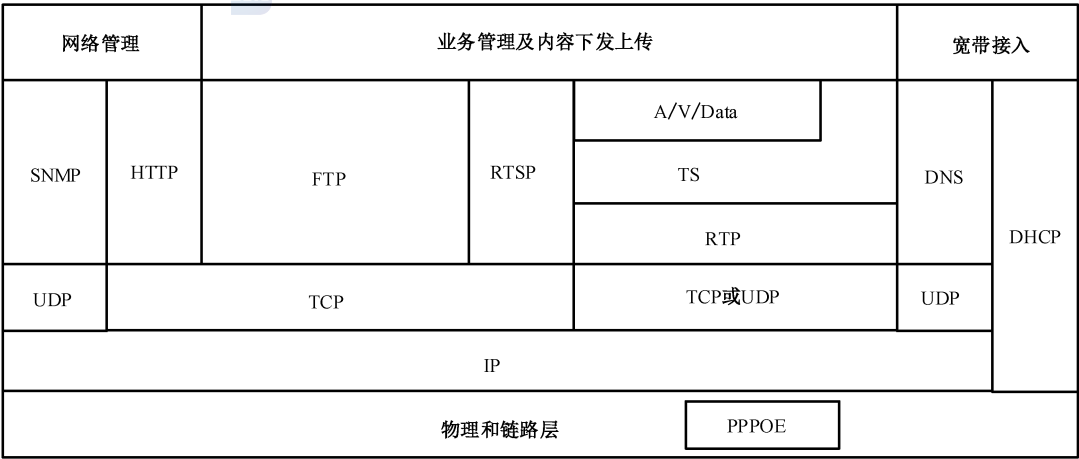 网络管理
业务管理及内容下发上传
宽带接入
SNMP
HTTP
FTP
RTSP
A/V/Data
TS
RTP
DNS
DHCP
UDP
TCP
TCP或UDP
UDP
IP
物理和链路层
PPPOE